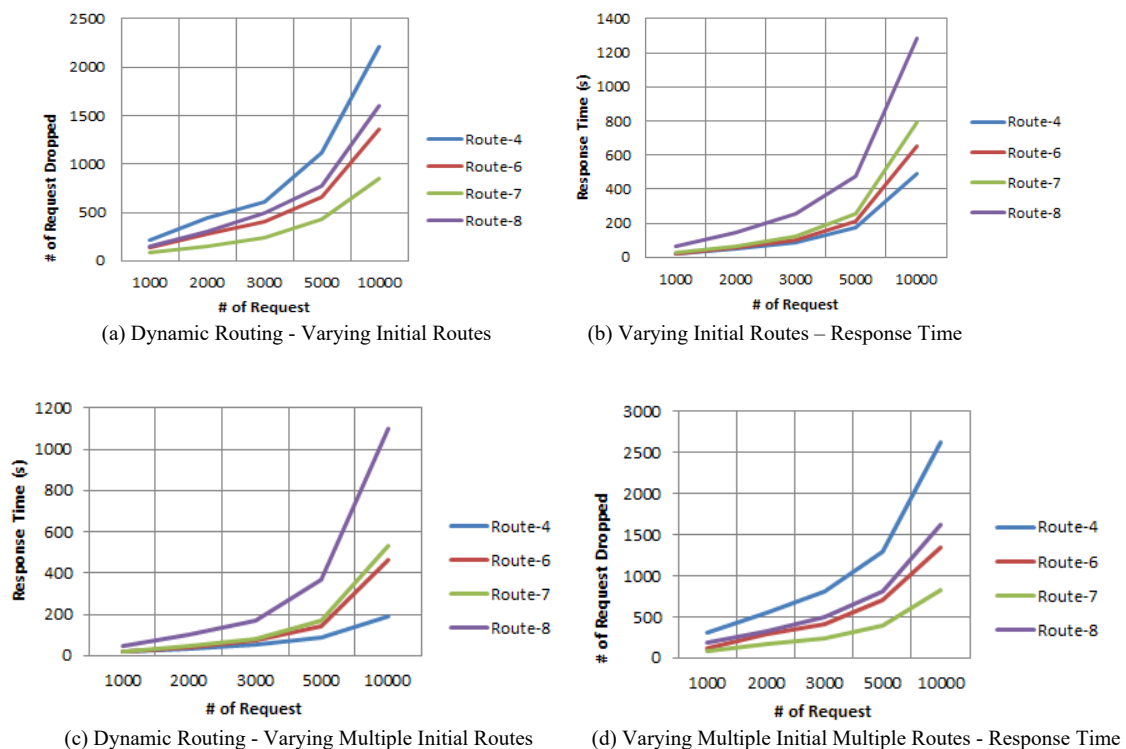 2500
2000
1500
1000
500
0
# of Request Dropped
1000 2000 3000 5000 10000
# of Request
Route-4
Route-6
Route-7
Route-8
(a) Dynamic Routing - Varying Initial Routes
1400
1200
1000
800
600
400
200
0
Response Time (s)
1000 2000 3000 5000 10000
# of Request
Route-4
Route-6
Route-7
Route-8
(b) Varying Initial Routes – Response Time
1200
1000
800
600
400
200
0
Response Time (s)
1000 2000 3000 5000 10000
# of Request
Route-4
Route-6
Route-7
Route-8
(c) Dynamic Routing - Varying Multiple Initial Routes
3000
2500
2000
1500
1000
500
0
# of Request Dropped
1000 2000 3000 5000 10000
# of Request
Route-4
Route-6
Route-7
Route-8
(d) Varying Multiple Initial Multiple Routes - Response Time